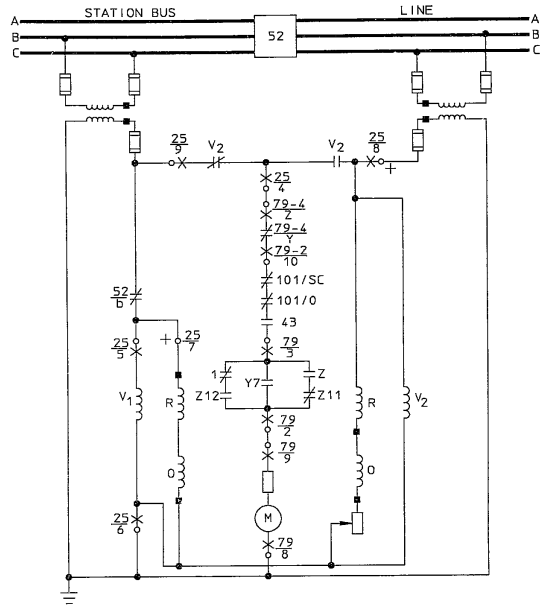 STATION BUS LINE
A A
B 52 B
C C
25/9 V2 V2 25/8
+
25/4
79-4/Z
79-4/Y
79-2/10
101/SC
52/b 101/O
+ 25/7 43
25/5 79/3
1 Z
Y7
V1 R Z12 Z11 R V2
79/2
79/9
O O
25/6 M
79/8